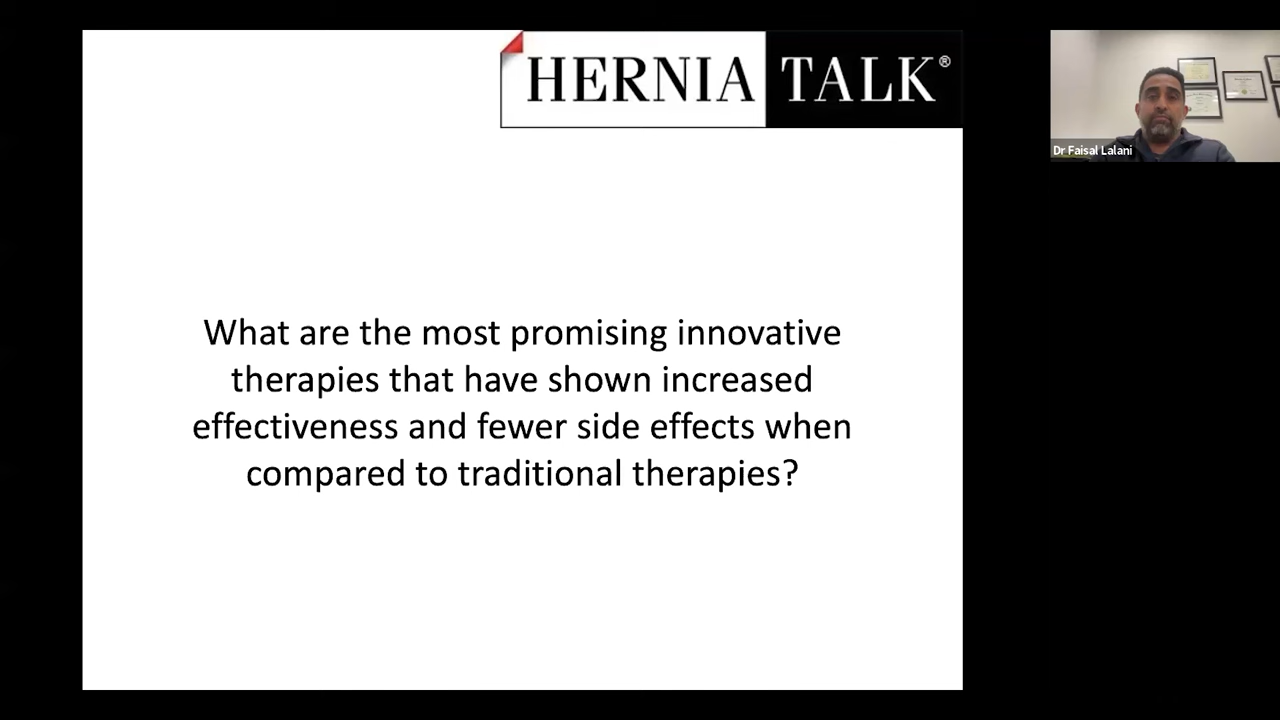 HERNIA TALK®
Dr Faisal Lalani
What are the most promising innovative
therapies that have shown increased
effectiveness and fewer side effects when
compared to traditional therapies?